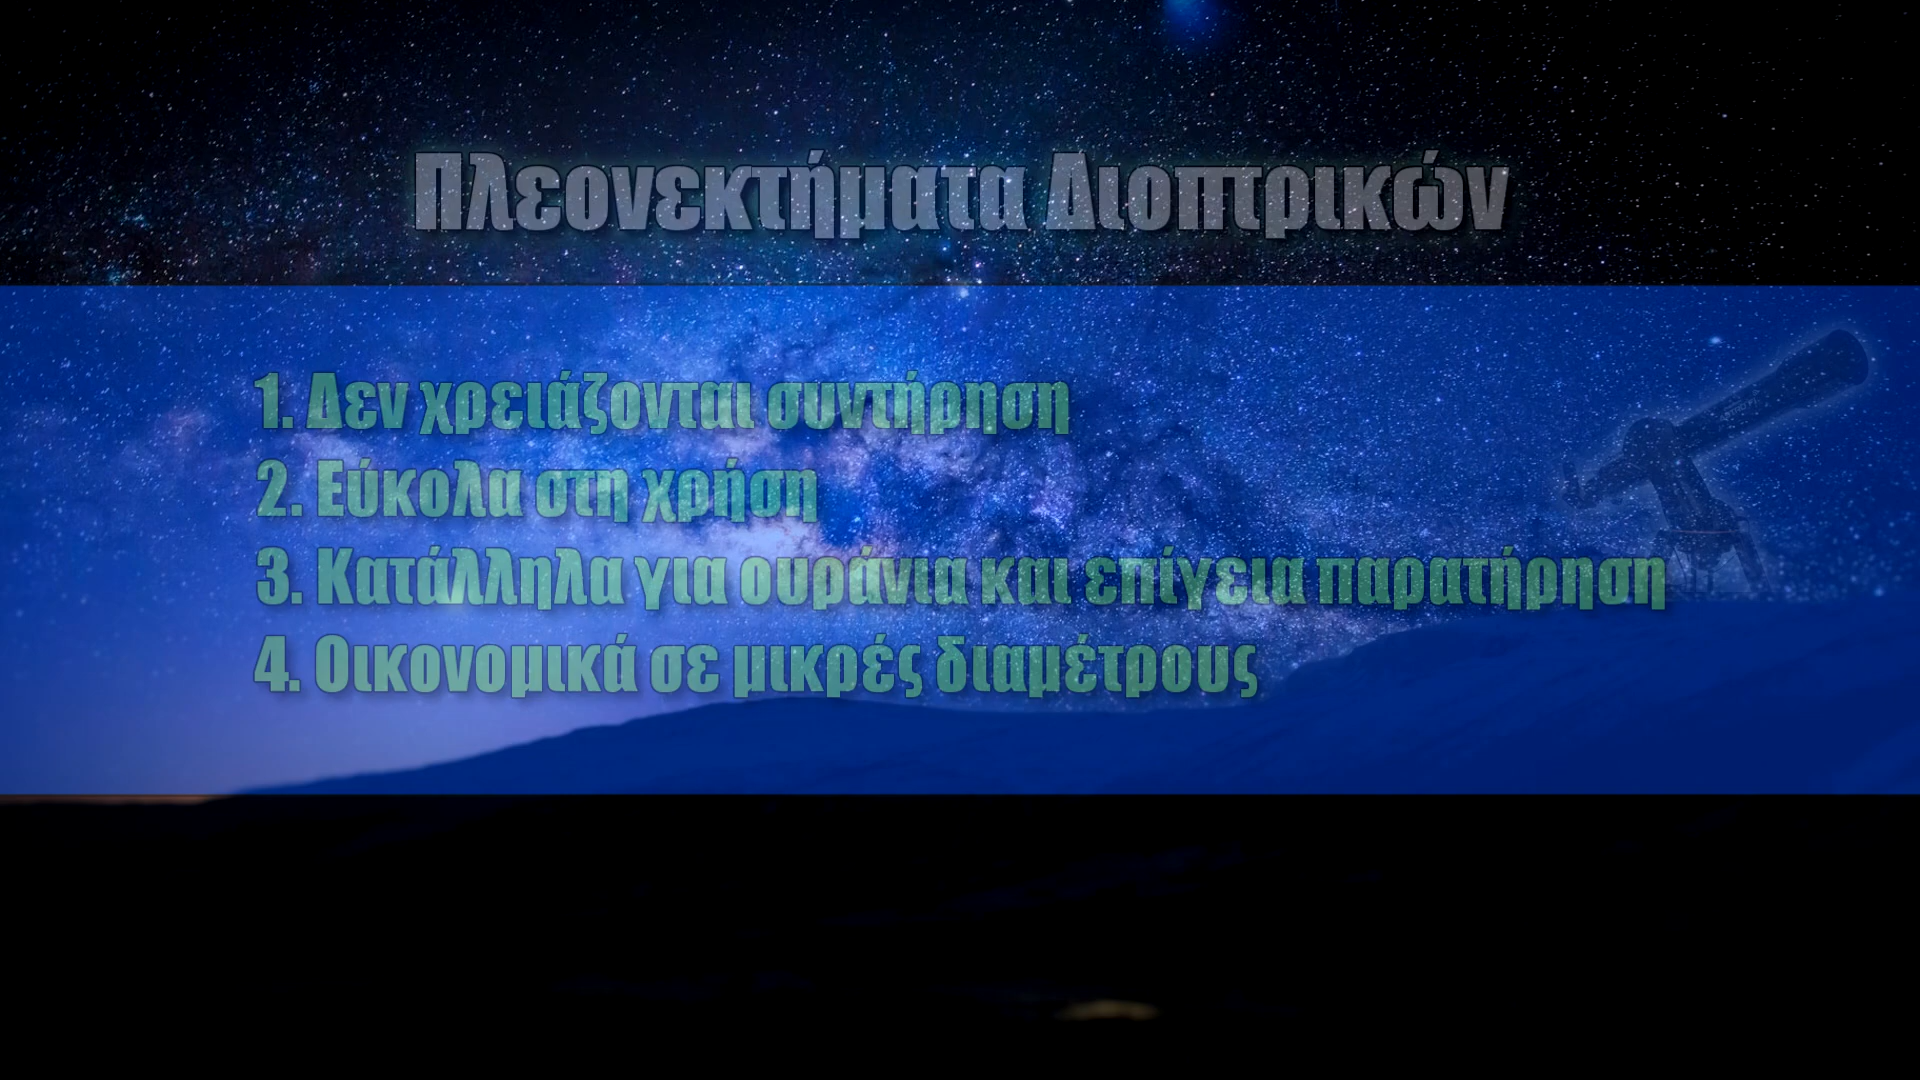 Πλεονεκτήματα Διοπτρικών
1. Δεν χρειάζονται συντήρηση
2. Εύκολα στη χρήση
3. Κατάλληλα για ουράνια και επίγεια παρατήρηση
4. Οικονομικά σε μικρές διαμέτρους